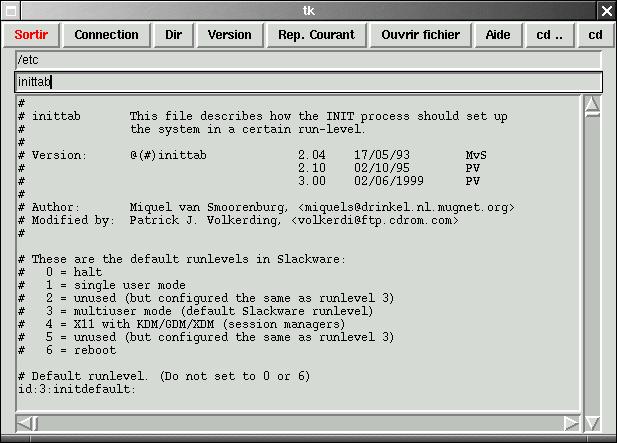 tk
Sortir Connection Dir Version Rep. Courant Ouvrir fichier Aide cd .. cd
/etc
inittab
#
# inittab       This file describes how the INIT process should set up
#               the system in a certain run-level.
#
# Version:      @(#)inittab             2.04    17/05/93        MvS
#                                       2.10    02/10/95        PV
#                                       3.00    02/06/1999      PV
#
# Author:       Miquel van Smoorenburg, <miquels@drinkel.nl.mugnet.org>
# Modified by:  Patrick J. Volkerding, <volkerdi@ftp.cdrom.com>
#
# These are the default runlevels in Slackware:
#   0 = halt
#   1 = single user mode
#   2 = unused (but configured the same as runlevel 3)
#   3 = multiuser mode (default Slackware runlevel)
#   4 = X11 with KDM/GDM/XDM (session managers)
#   5 = unused (but configured the same as runlevel 3)
#   6 = reboot
# Default runlevel. (Do not set to 0 or 6)
id:3:initdefault: